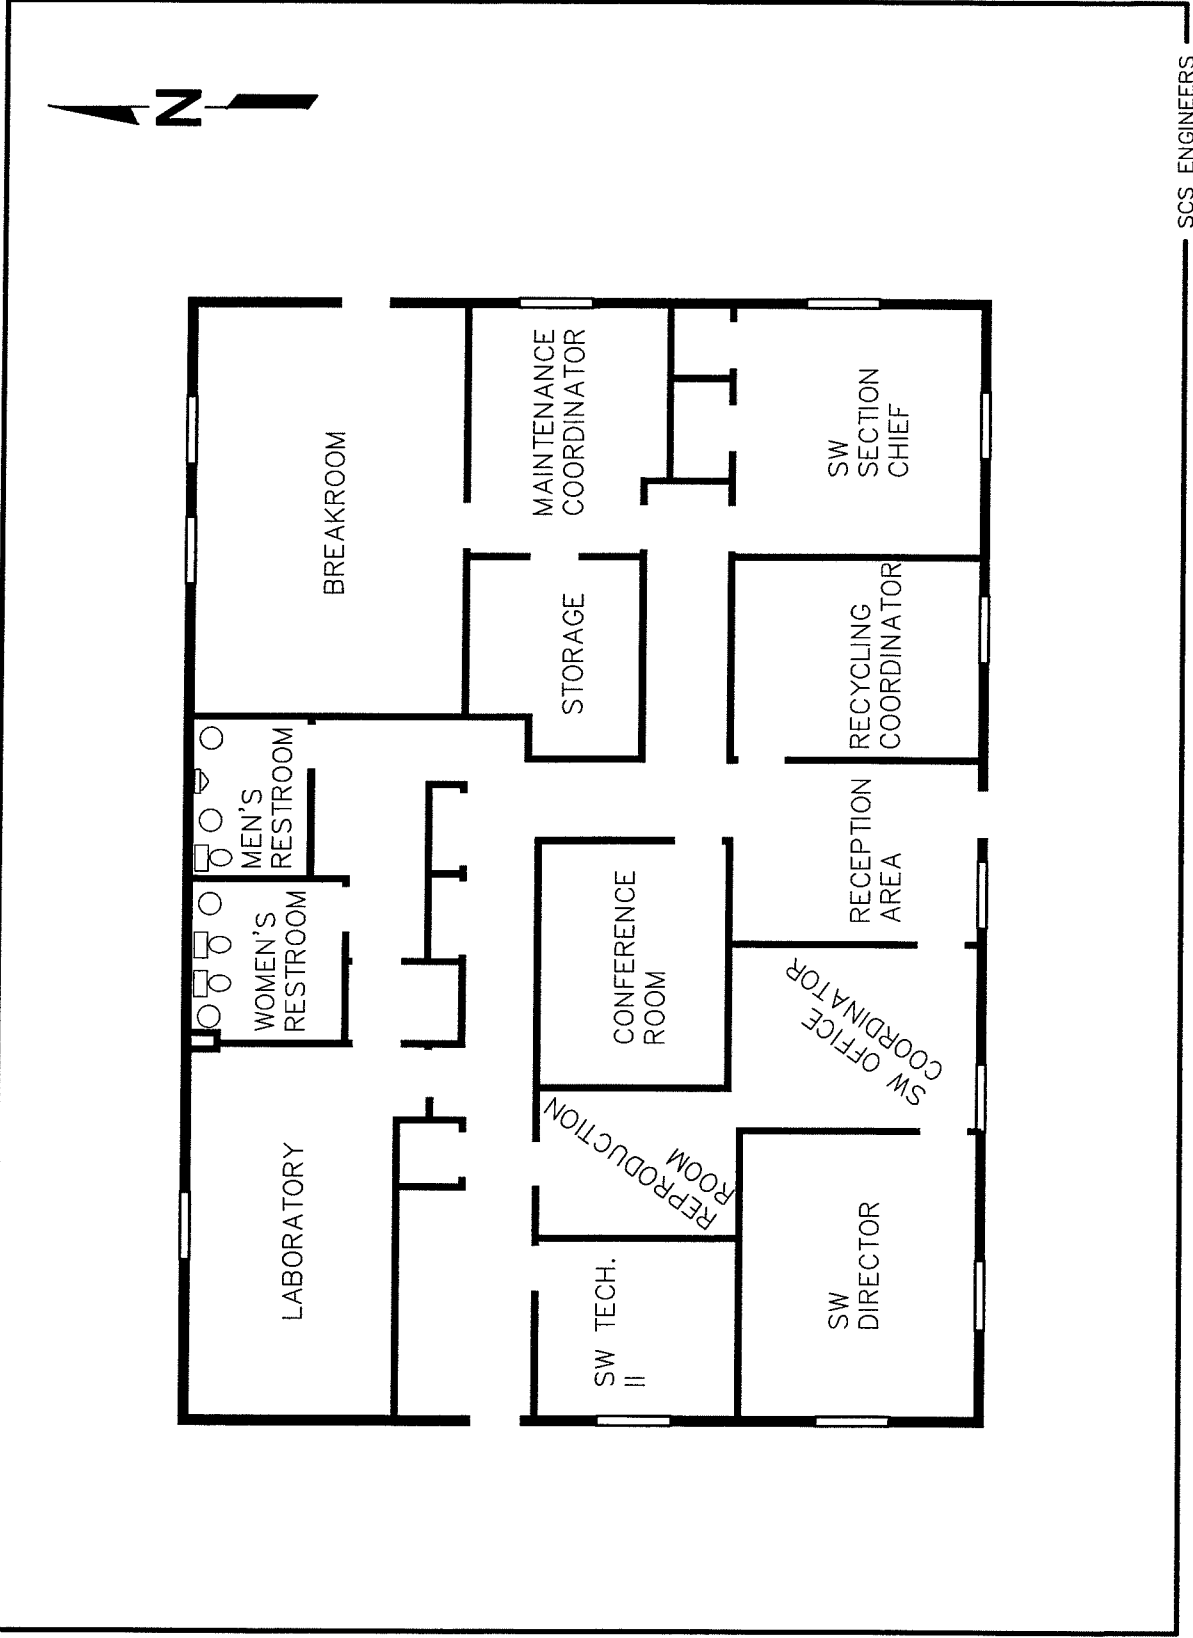 N
BREAKROOM
MAINTENANCE
COORDINATOR
SW
SECTION
CHIEF
STORAGE
RECYCLING
COORDINATOR
MEN'S
RESTROOM
WOMEN'S
RESTROOM
CONFERENCE
ROOM
RECEPTION
AREA
SW OFFICE
COORDINATOR
REPRODUCTION
ROOM
LABORATORY
SW TECH.
II
SW
DIRECTOR
SCS ENGINEERS